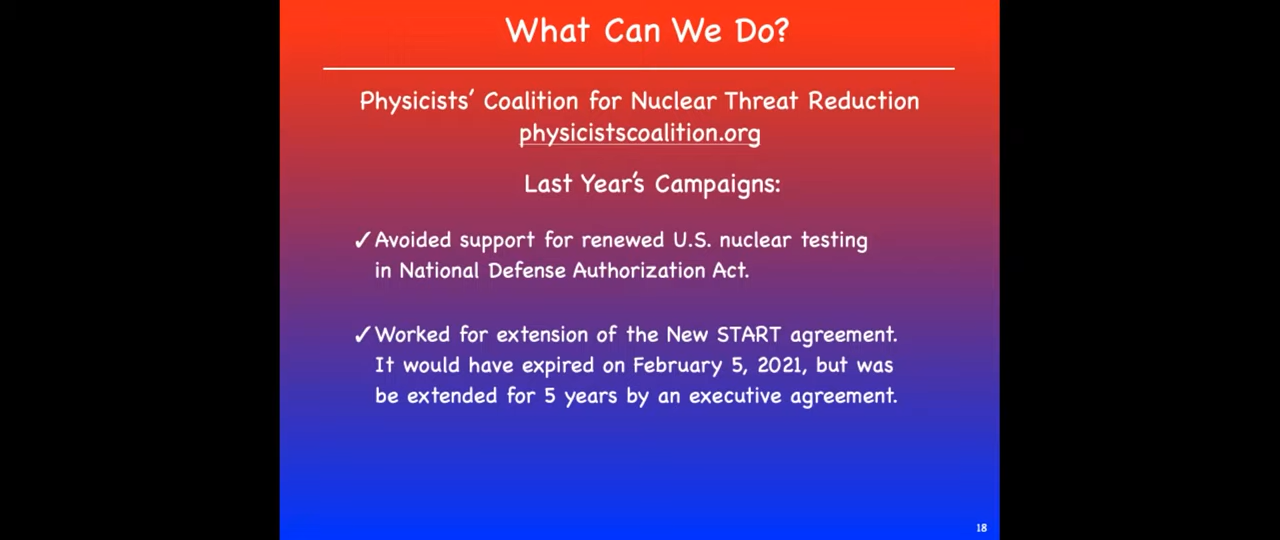 What Can We Do?
Physicists' Coalition for Nuclear Threat Reduction
physicistscoalition.org
Last Year's Campaigns:
✓Avoided support for renewed U.S. nuclear testing
in National Defense Authorization Act.
✓Worked for extension of the New START agreement.
It would have expired on February 5, 2021, but was
be extended for 5 years by an executive agreement.
18